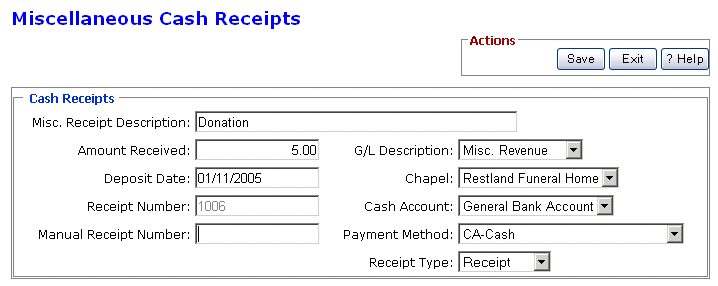 Miscellaneous Cash Receipts
Actions
Save Exit ? Help
Cash Receipts
Misc. Receipt Description: Donation
Amount Received: 5.00 G/L Description: Misc. Revenue
Deposit Date: 01/11/2005 Chapel: Restland Funeral Home
Receipt Number: 1006 Cash Account: General Bank Account
Manual Receipt Number: Payment Method: CA-Cash
Receipt Type: Receipt